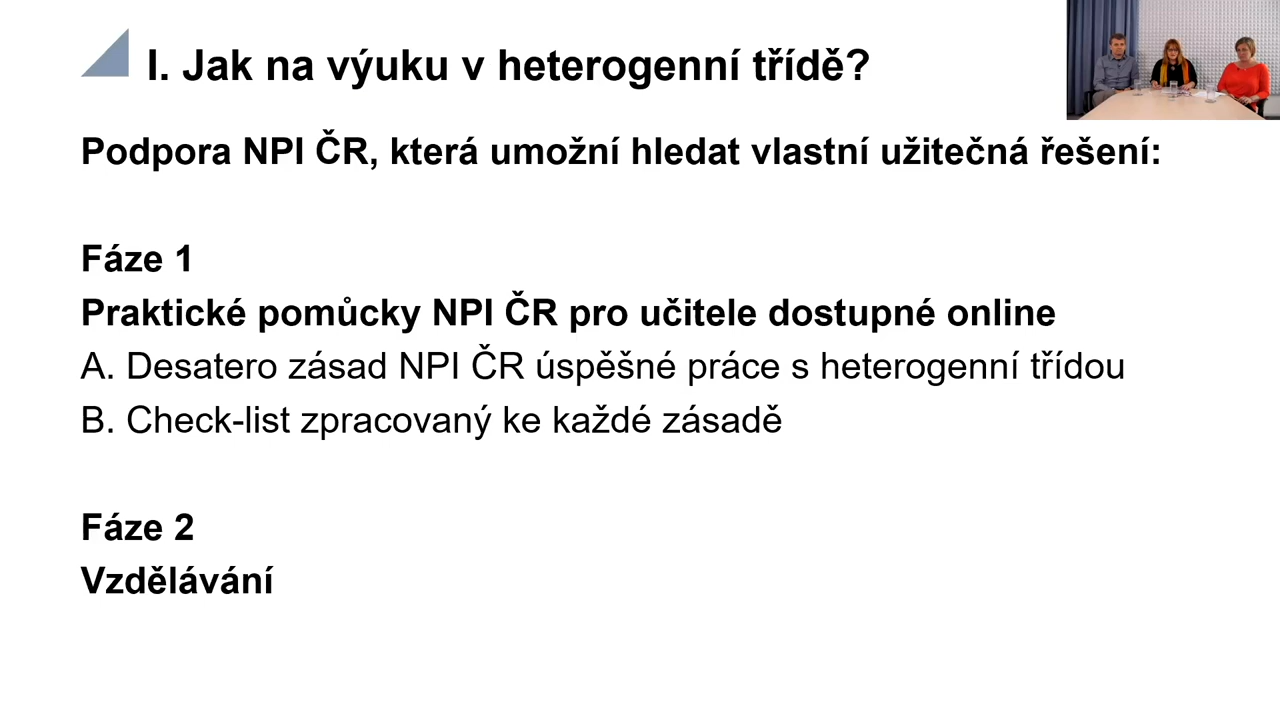 I. Jak na výuku v heterogenní třídě?
Podpora NPI ČR, která umožní hledat vlastní užitečná řešení:
Fáze 1
Praktické pomůcky NPI ČR pro učitele dostupné online
A. Desatero zásad NPI ČR úspěšné práce s heterogenní třídou
B. Check-list zpracovaný ke každé zásadě
Fáze 2
Vzdělávání